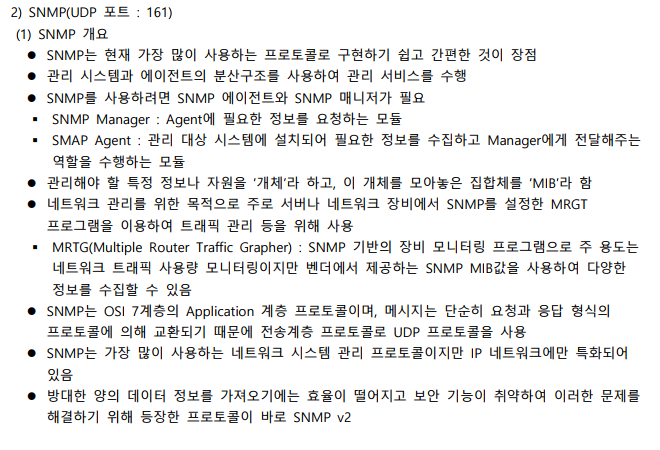 2) SNMP(UDP 포트 : 161)
(1) SNMP 개요
● SNMP는 현재 가장 많이 사용하는 프로토콜로 구현하기 쉽고 간편한 것이 장점
● 관리 시스템과 에이전트의 분산구조를 사용하여 관리 서비스를 수행
● SNMP를 사용하려면 SNMP 에이전트와 SNMP 매니저가 필요
▪ SNMP Manager : Agent에 필요한 정보를 요청하는 모듈
▪ SMAP Agent : 관리 대상 시스템에 설치되어 필요한 정보를 수집하고 Manager에게 전달해주는
역할을 수행하는 모듈
● 관리해야 할 특정 정보나 자원을 ‘개체’라 하고, 이 개체를 모아놓은 집합체를 ‘MIB’라 함
● 네트워크 관리를 위한 목적으로 주로 서버나 네트워크 장비에서 SNMP를 설정한 MRGT
프로그램을 이용하여 트래픽 관리 등을 위해 사용
▪ MRTG(Multiple Router Traffic Grapher) : SNMP 기반의 장비 모니터링 프로그램으로 주 용도는
네트워크 트래픽 사용량 모니터링이지만 벤더에서 제공하는 SNMP MIB값을 사용하여 다양한
정보를 수집할 수 있음
● SNMP는 OSI 7계층의 Application 계층 프로토콜이며, 메시지는 단순히 요청과 응답 형식의
프로토콜에 의해 교환되기 때문에 전송계층 프로토콜로 UDP 프로토콜을 사용
● SNMP는 가장 많이 사용하는 네트워크 시스템 관리 프로토콜이지만 IP 네트워크에만 특화되어
있음
● 방대한 양의 데이터 정보를 가져오기에는 효율이 떨어지고 보안 기능이 취약하여 이러한 문제를
해결하기 위해 등장한 프로토콜이 바로 SNMP v2